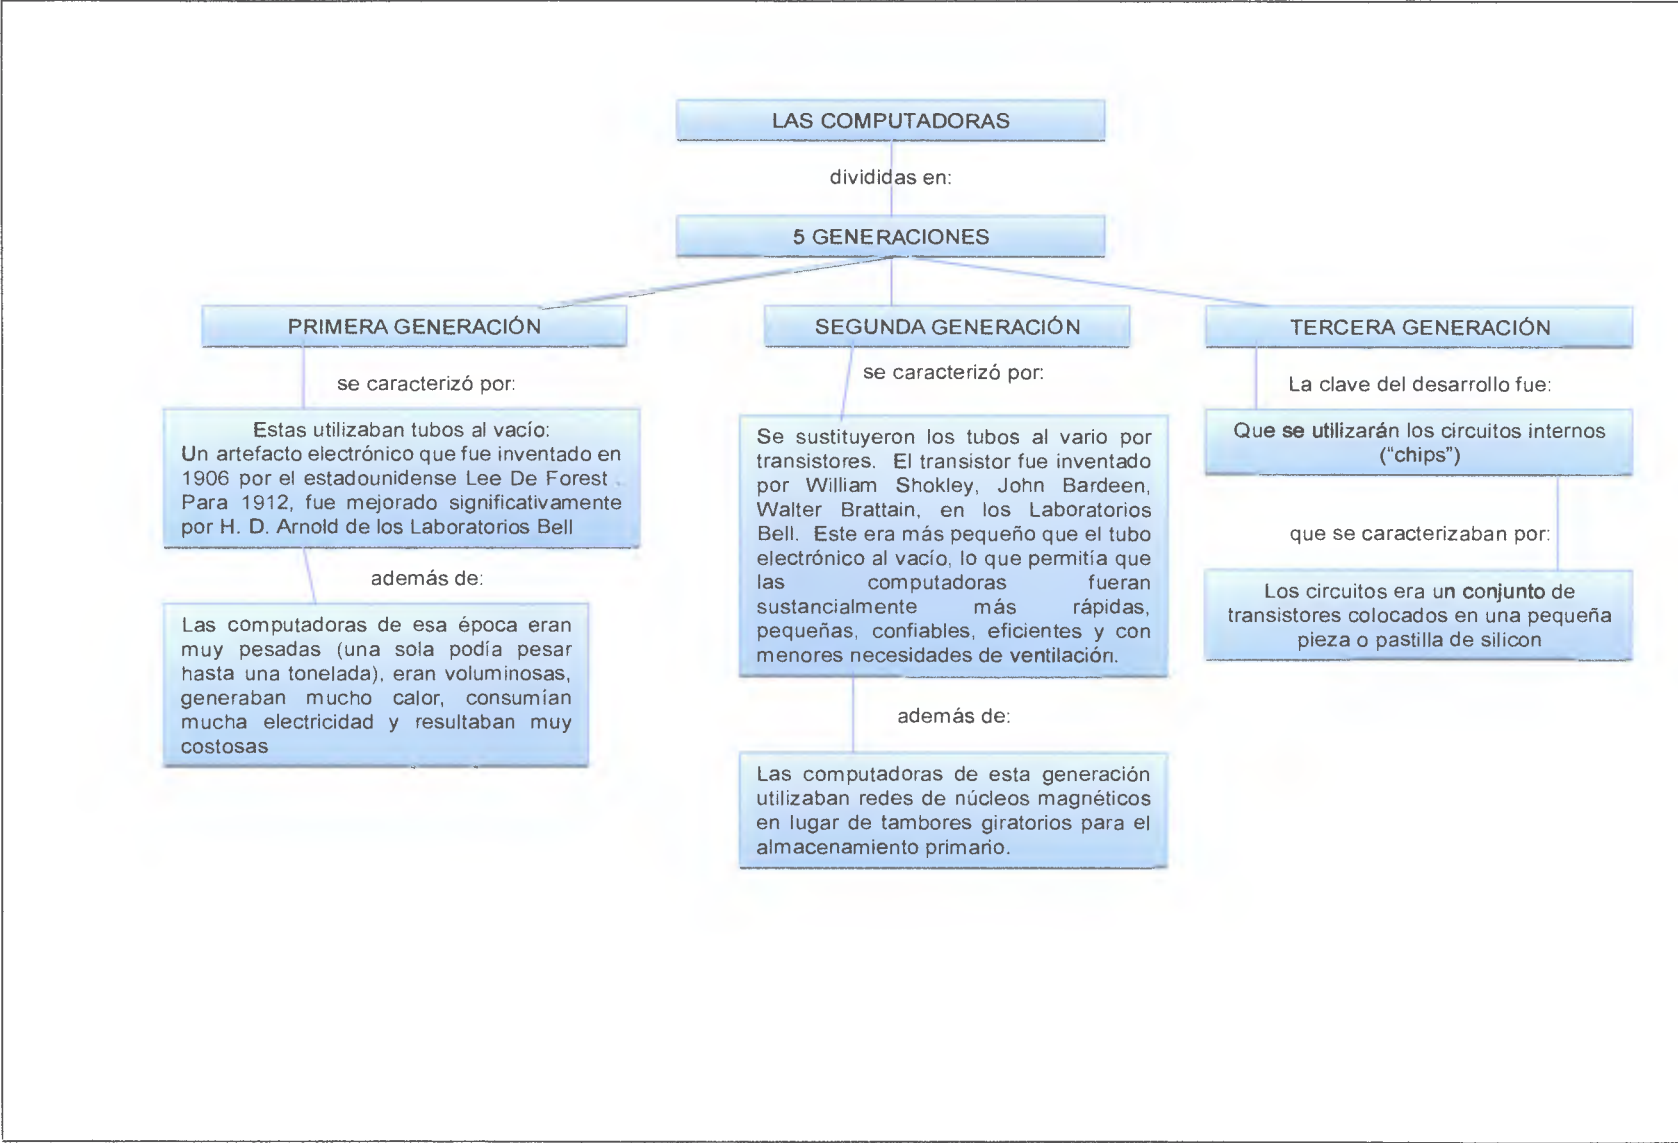 LAS COMPUTADORAS
divididas en:
5 GENERACIONES
PRIMERA GENERACIÓN
se caracterizó por:
Estas utilizaban tubos al vacío:
Un artefacto electrónico que fue inventado en
1906 por el estadounidense Lee De Forest .
Para 1912, fue mejorado significativamente
por H. D. Arnold de los Laboratorios Bell
además de:
Las computadoras de esa época eran
muy pesadas (una sola podía pesar
hasta una tonelada), eran voluminosas,
generaban mucho calor, consumían
mucha electricidad y resultaban muy
costosas
SEGUNDA GENERACIÓN
se caracterizó por:
Se sustituyeron los tubos al vario por
transistores. El transistor fue inventado
por William Shokley, John Bardeen,
Walter Brattain, en los Laboratorios
Bell. Este era más pequeño que el tubo
electrónico al vacío, lo que permitía que
las computadoras fueran
sustancialmente más rápidas,
pequeñas, confiables, eficientes y con
menores necesidades de ventilación.
además de:
Las computadoras de esta generación
utilizaban redes de núcleos magnéticos
en lugar de tambores giratorios para el
almacenamiento primario.
TERCERA GENERACIÓN
La clave del desarrollo fue:
Que se utilizarán los circuitos internos
(“chips”)
que se caracterizaban por:
Los circuitos era un conjunto de
transistores colocados en una pequeña
pieza o pastilla de silicon